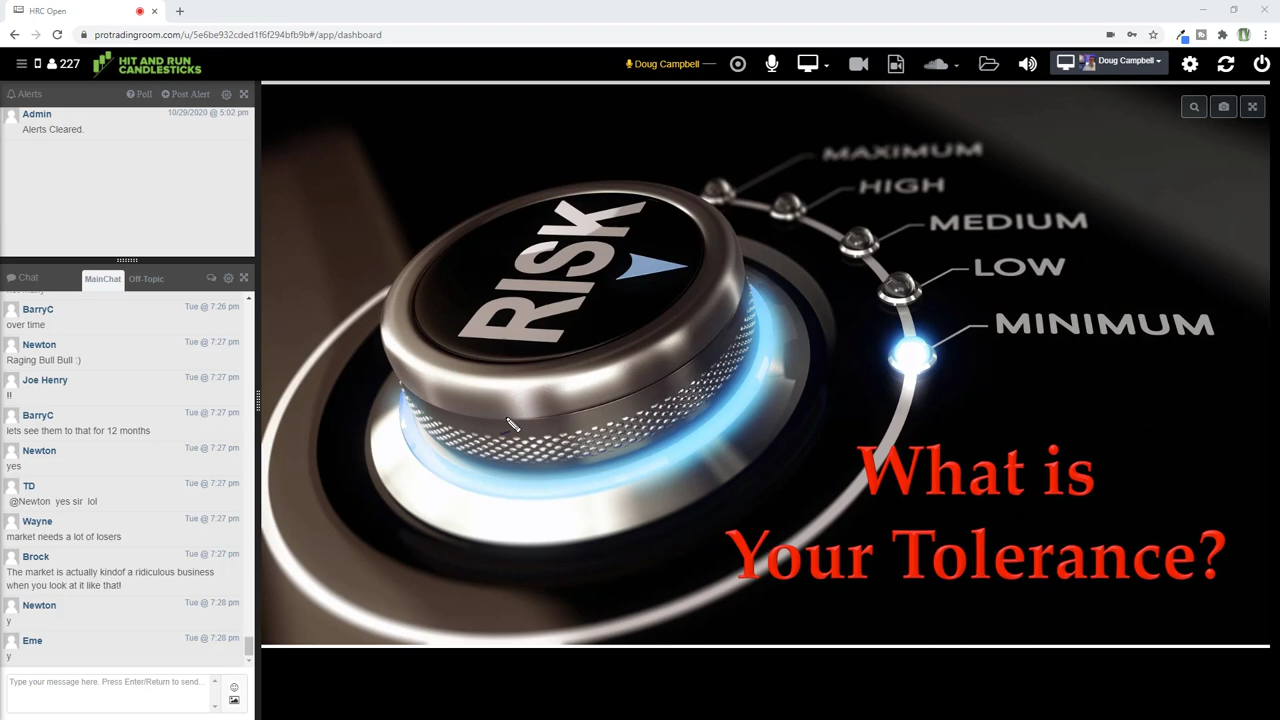 HRC Open
protradingroom.com/u/5e6be932cded1f6f294bfb9b#/app/dashboard
227
HIT AND RUN
CANDLESTICKS
Doug Campbell
Doug Campbell
Alerts
Poll
Post Alert
Admin
10/29/2020 @ 5:02 pm
Alerts Cleared.
Chat
MainChat
Off-Topic
BarryC
Tue @ 7:26 pm
over time
Newton
Tue @ 7:27 pm
Raging Bull Bull :)
Joe Henry
Tue @ 7:27 pm
!!
BarryC
Tue @ 7:27 pm
lets see them to that for 12 months
Newton
Tue @ 7:27 pm
yes
TD
Tue @ 7:27 pm
@Newton yes sir lol
Wayne
Tue @ 7:27 pm
market needs a lot of losers
Brock
Tue @ 7:27 pm
The market is actually kindof a ridiculous business
when you look at it like that!
Newton
Tue @ 7:28 pm
y
Eme
Tue @ 7:28 pm
y
Type your message here. Press Enter/Return to send...
RISK
MAXIMUM
HIGH
MEDIUM
LOW
MINIMUM
What is
Your Tolerance?